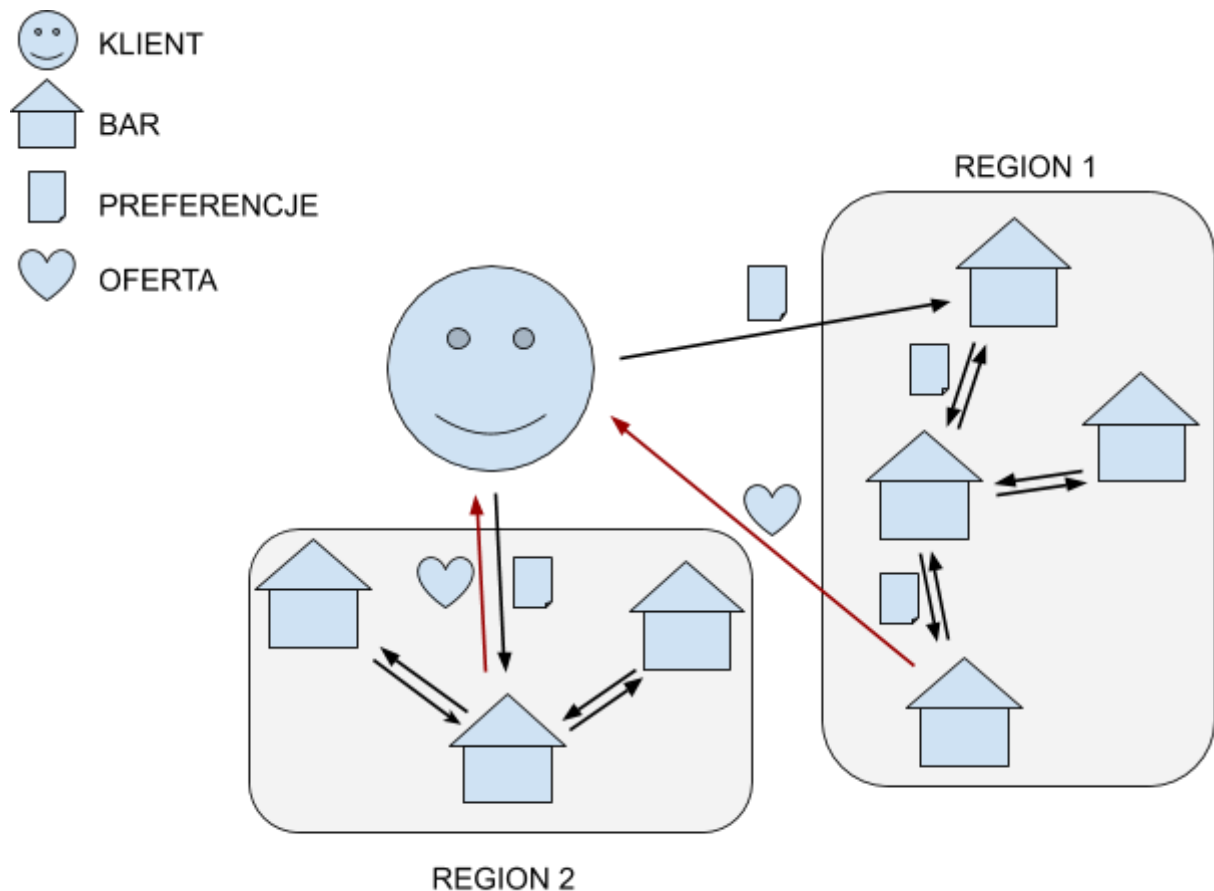 KLIENT
BAR
PREFERENCJE
OFERTA
REGION 1
REGION 2